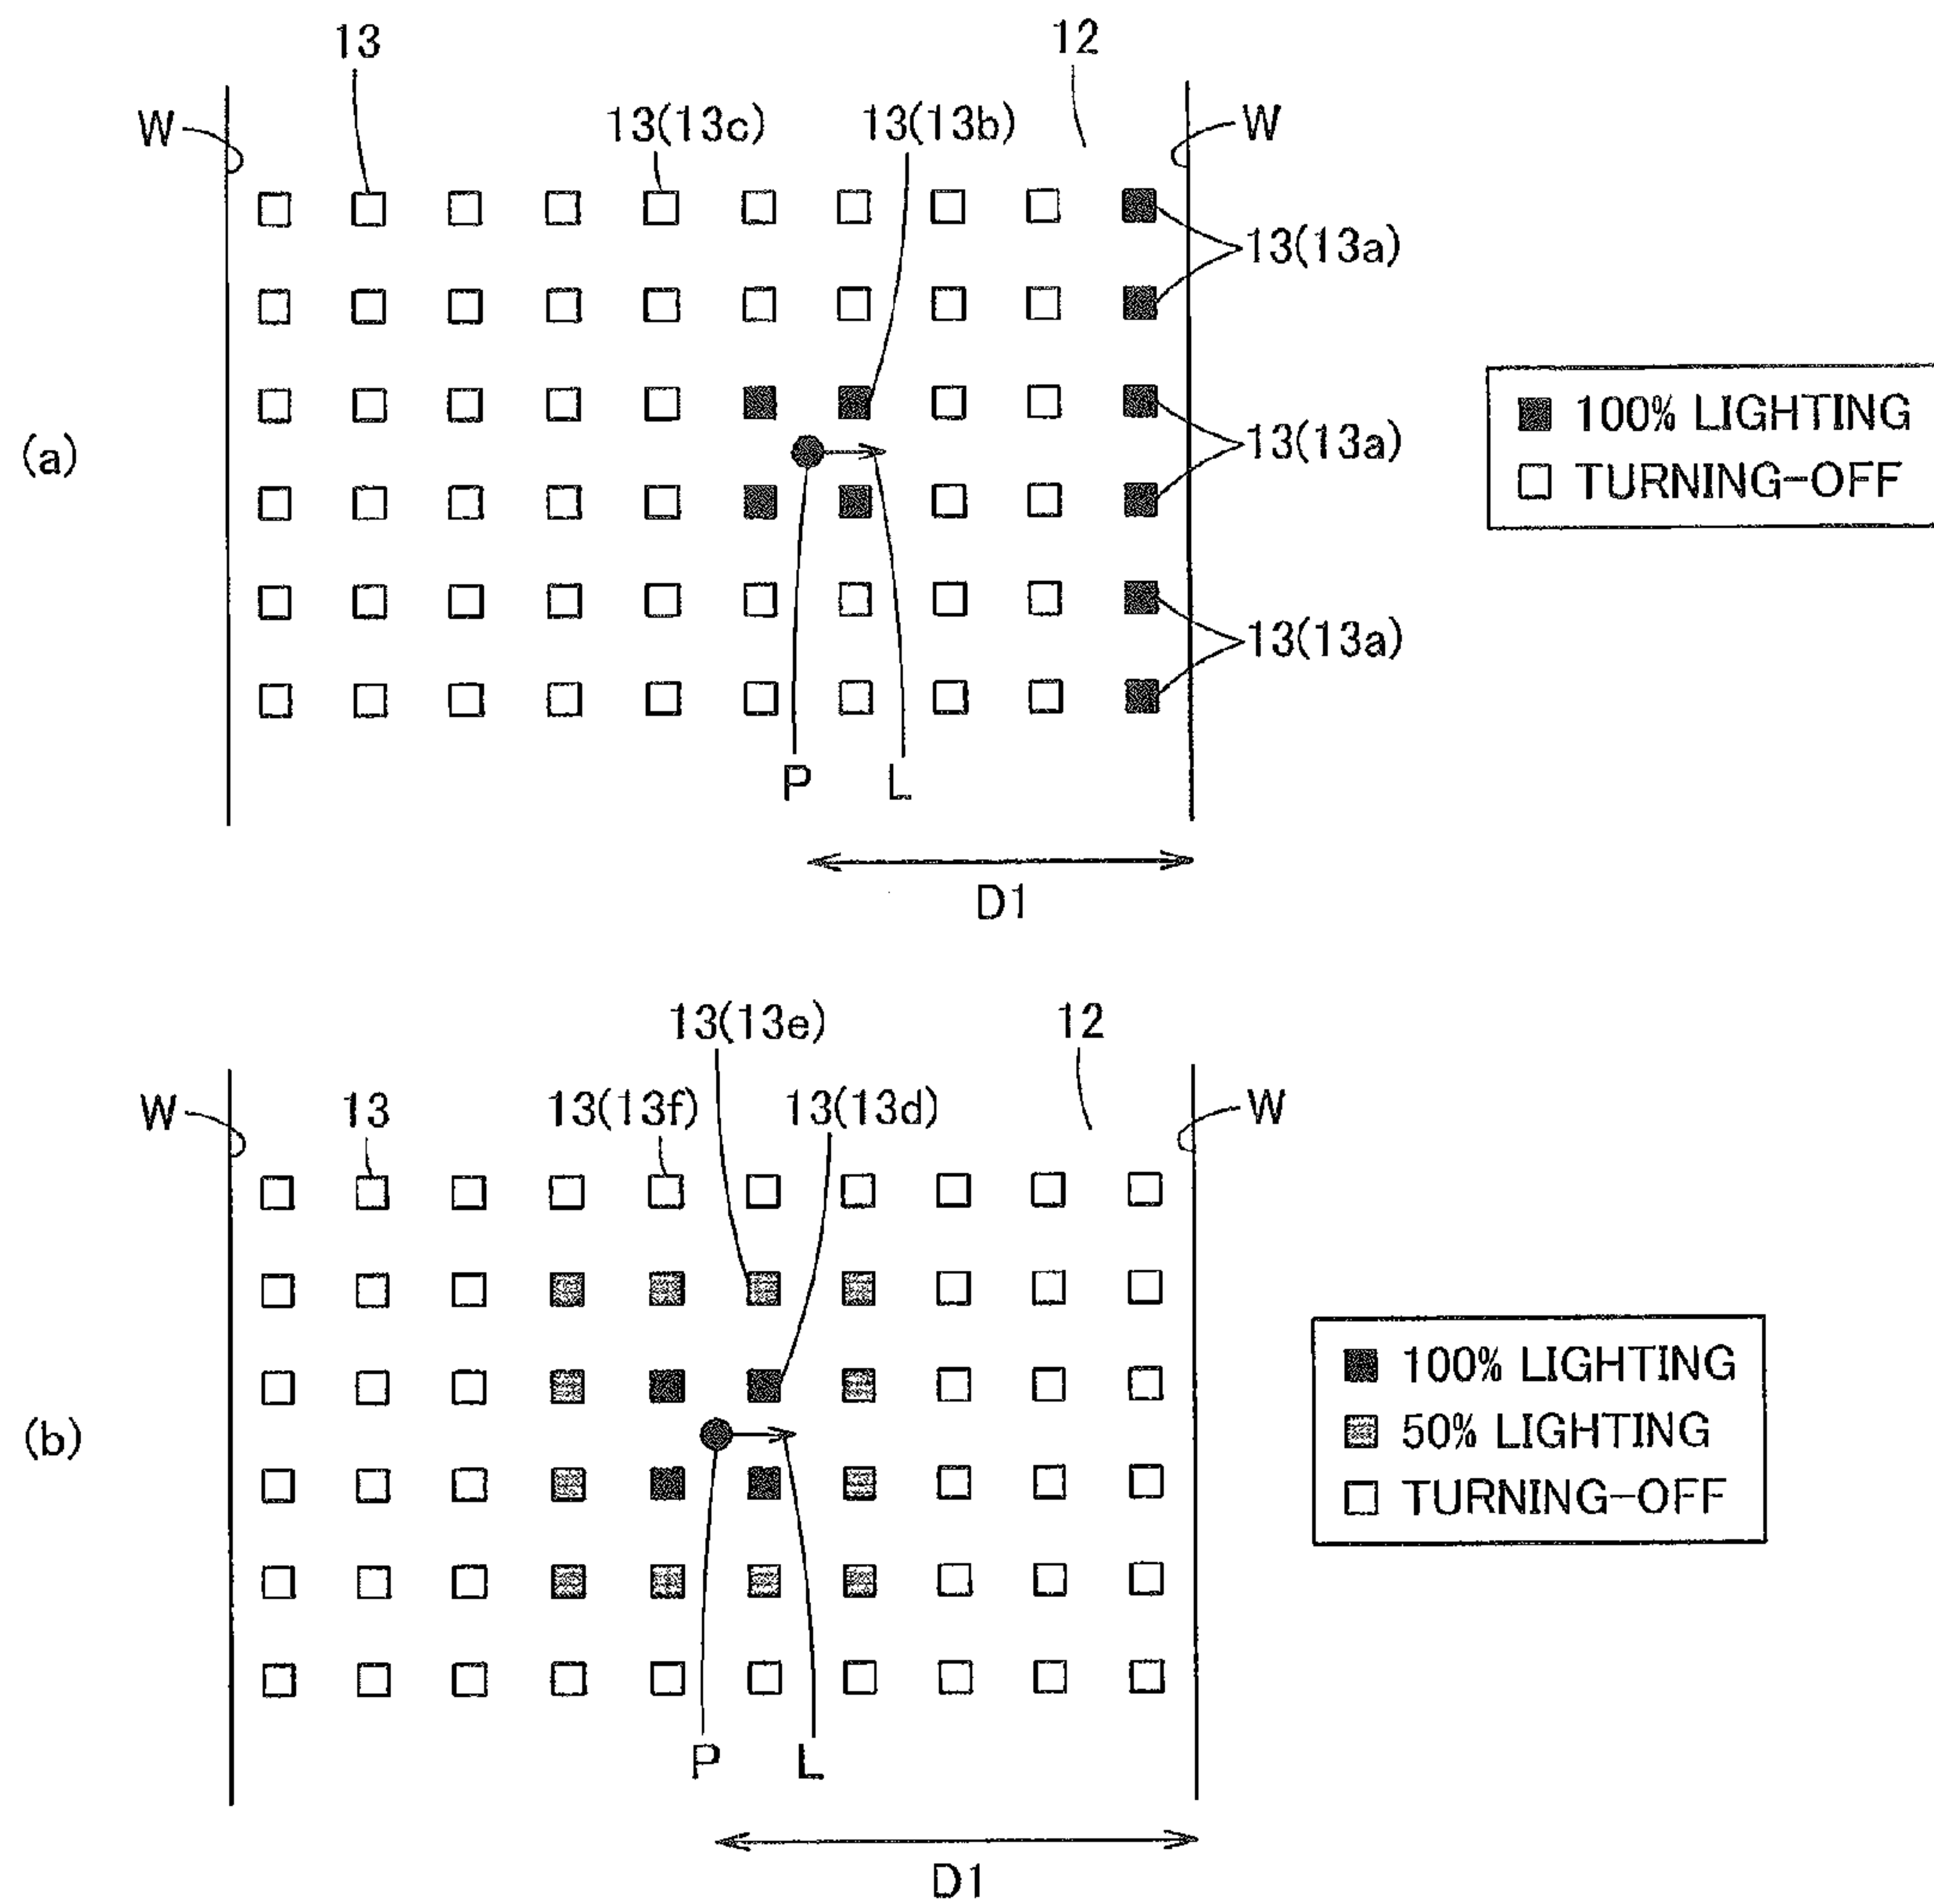 13
12
W
13(13c)
13(13b)
W
13(13a)
(a)
13(13a)
100% LIGHTING
TURNING-OFF
13(13a)
P
L
D1
13(13e)
12
W
13
13(13f)
13(13d)
W
(b)
100% LIGHTING
50% LIGHTING
TURNING-OFF
P
L
D1